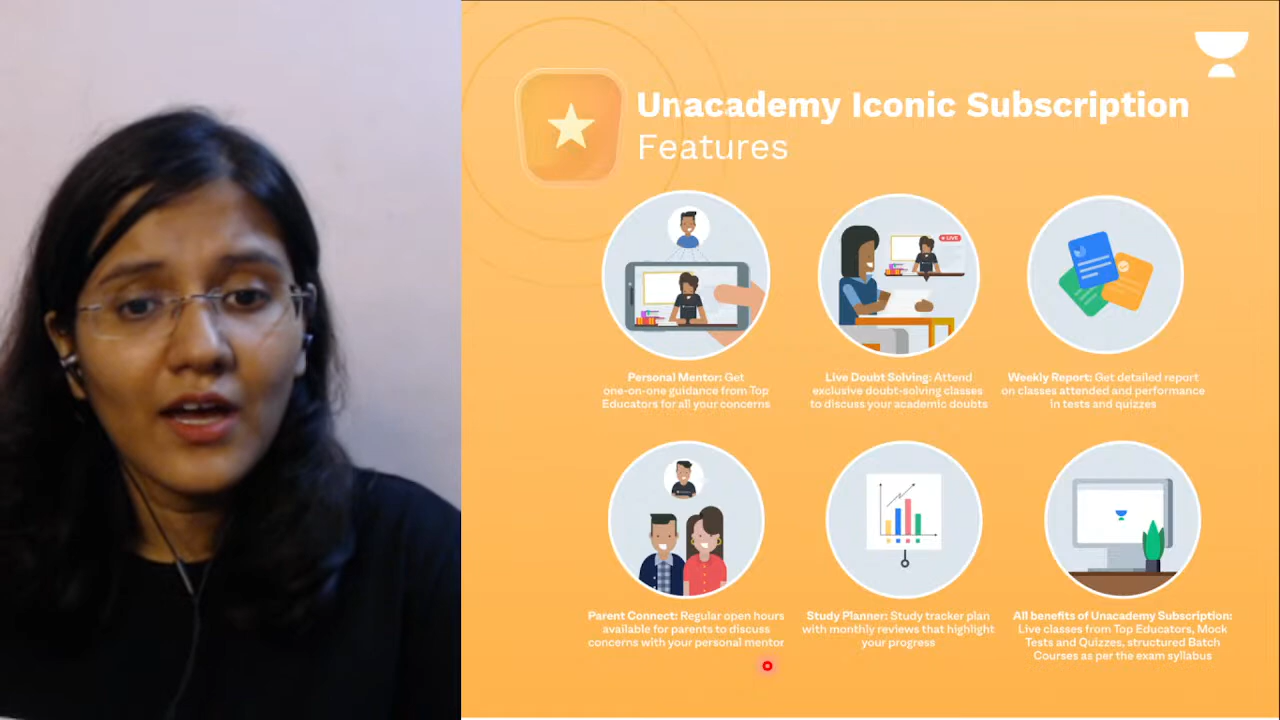 Unacademy Iconic Subscription
Features
LIVE
Personal Mentor: Get
one-on-one guidance from Top
Educators for all your concerns
Live Doubt Solving: Attend
exclusive doubt-solving classes
to discuss your academic doubts
Weekly Report: Get detailed report
on classes attended and performance
in tests and quizzes
Parent Connect: Regular open hours
available for parents to discuss
concerns with your personal mentor
Study Planner: Study tracker plan
with monthly reviews that highlight
your progress
All benefits of Unacademy Subscription:
Live classes from Top Educators, Mock
Tests and Quizzes, structured Batch
Courses as per the exam syllabus